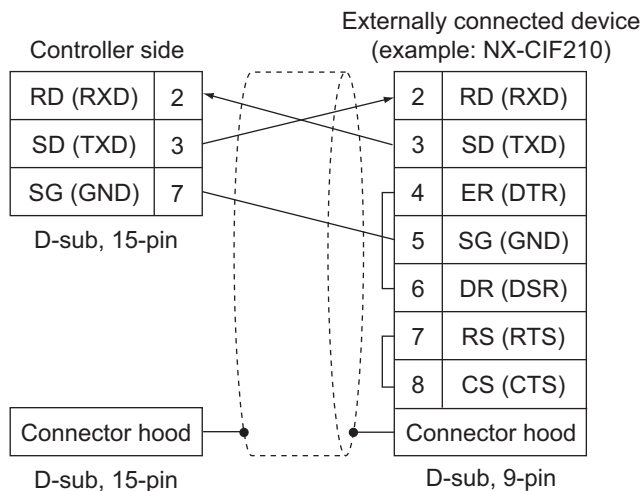 Externally connected device
(example: NX-CIF210)
Controller side
RD (RXD) 2
SD (TXD) 3
SG (GND) 7
D-sub, 15-pin
2 RD (RXD)
3 SD (TXD)
4 ER (DTR)
5 SG (GND)
6 DR (DSR)
7 RS (RTS)
8 CS (CTS)
Connector hood
Connector hood
D-sub, 15-pin
D-sub, 9-pin